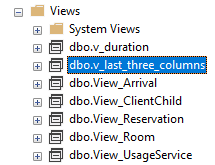 Views
System Views
dbo.v_duration
dbo.v_last_three_columns
dbo.View_Arrival
dbo.View_ClientChild
dbo.View_Reservation
dbo.View_Room
dbo.View_UsageService